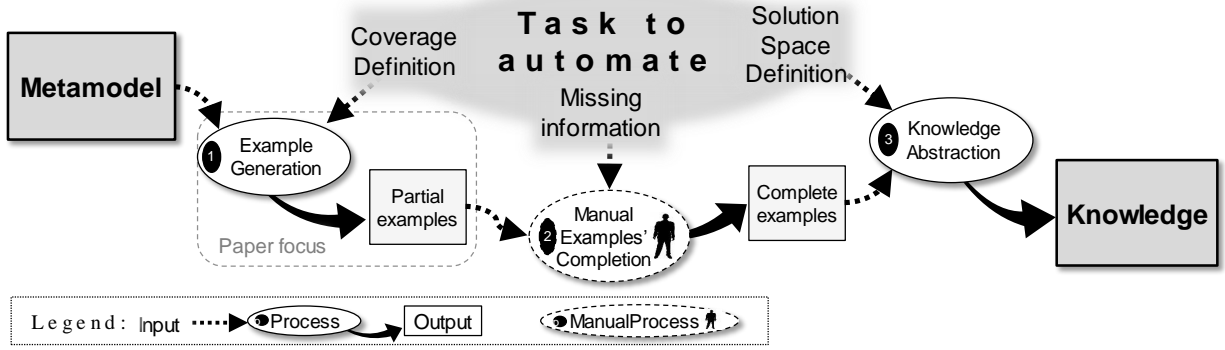 Task to
automate
Coverage
Definition
Solution
Space
Definition
Missing
information
Metamodel
1
Example
Generation
Partial
examples
Paper focus
2
Manual
Examples'
Completion
Complete
examples
3
Knowledge
Abstraction
Knowledge
Legend: Input
Process
Output
ManualProcess